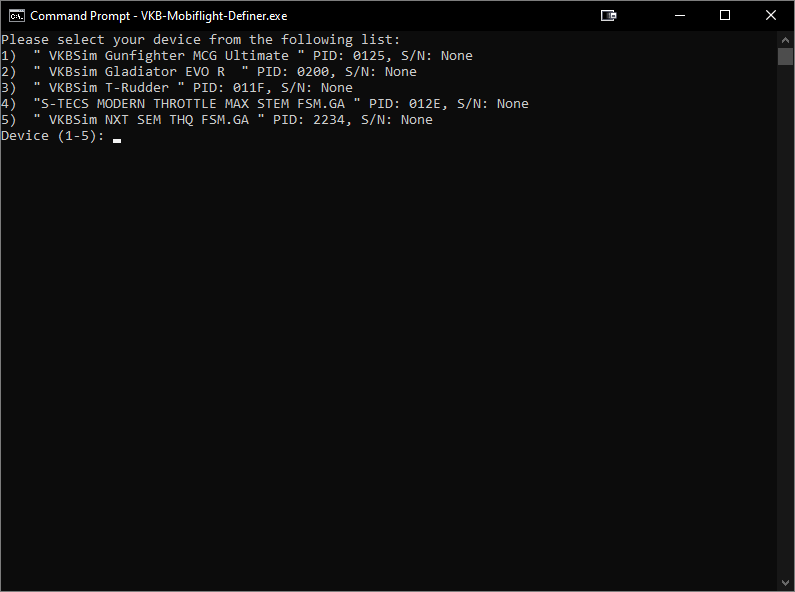 Command Prompt - VKB-Mobiflight-Definer.exe
Please select your device from the following list:
1)  " VKBSim Gunfighter MCG Ultimate " PID: 0125, S/N: None
2)  " VKBSim Gladiator EVO R  " PID: 0200, S/N: None
3)  " VKBSim T-Rudder " PID: 011F, S/N: None
4)  "S-TECS MODERN THROTTLE MAX STEM FSM.GA " PID: 012E, S/N: None
5)  " VKBSim NXT SEM THQ FSM.GA " PID: 2234, S/N: None
Device (1-5):